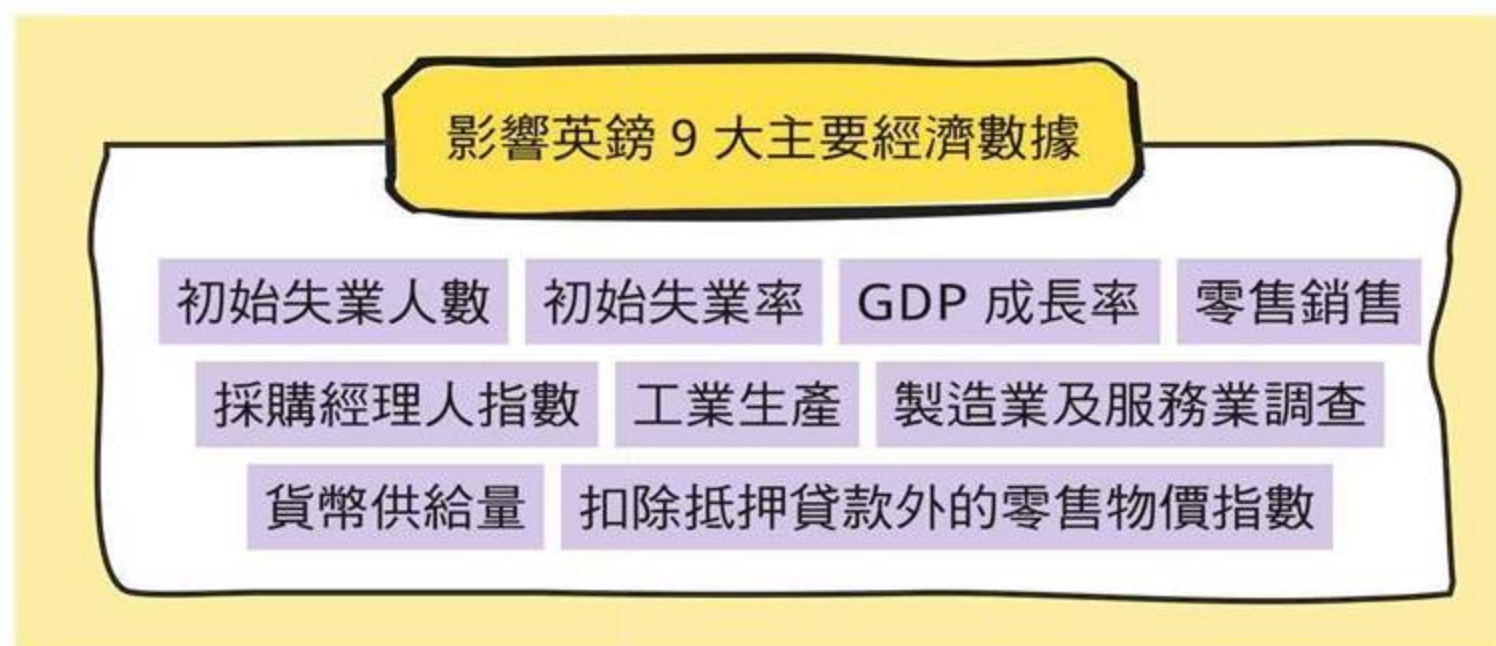 影響英鎊 9 大主要經濟數據
初始失業人數 初始失業率 GDP 成長率 零售銷售
採購經理人指數 工業生產 製造業及服務業調查
貨幣供給量 扣除抵押貸款外的零售物價指數